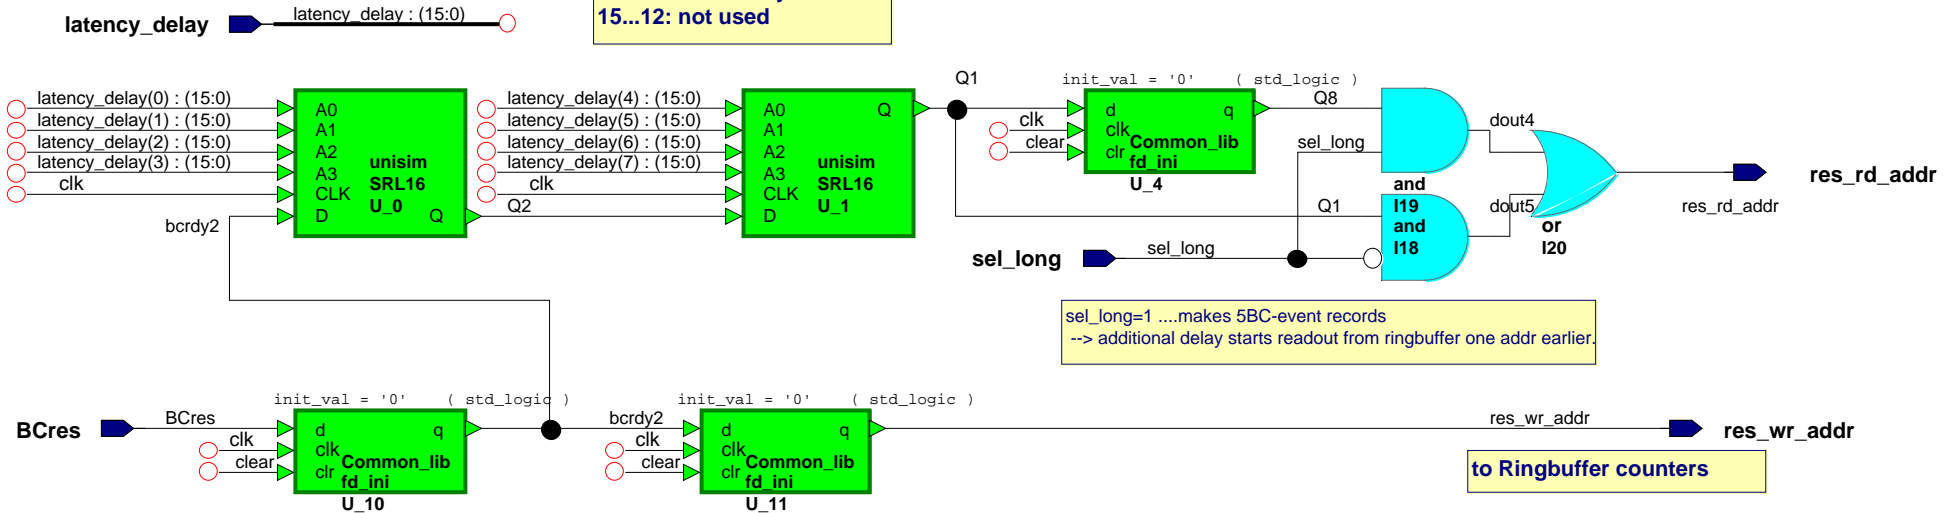 latency_delay
latency_delay : (15:0)
15...12: not used
latency_delay(0) : (15:0)
latency_delay(1) : (15:0)
latency_delay(2) : (15:0)
latency_delay(3) : (15:0)
clk
bcrdy2
A0
A1
A2
A3
CLK
D
Q
unisim
SRL16
U_0
Q2
latency_delay(4) : (15:0)
latency_delay(5) : (15:0)
latency_delay(6) : (15:0)
latency_delay(7) : (15:0)
clk
A0
A1
A2
A3
CLK
D
Q
unisim
SRL16
U_1
Q1
init_val = '0' ( std_logic )
clk
clear
d
clk
clr
q
Common_lib
fd_ini
U_4
Q8
sel_long
and
I19
Q1
and
I18
dout4
dout5
or
I20
res_rd_addr
res_rd_addr
sel_long
sel_long
sel_long=1 ....makes 5BC-event records
--> additional delay starts readout from ringbuffer one addr earlier.
BCres
BCres
clk
clear
init_val = '0' ( std_logic )
d
clk
clr
q
Common_lib
fd_ini
U_10
bcrdy2
clk
clear
init_val = '0' ( std_logic )
d
clk
clr
q
Common_lib
fd_ini
U_11
res_wr_addr
res_wr_addr
to Ringbuffer counters